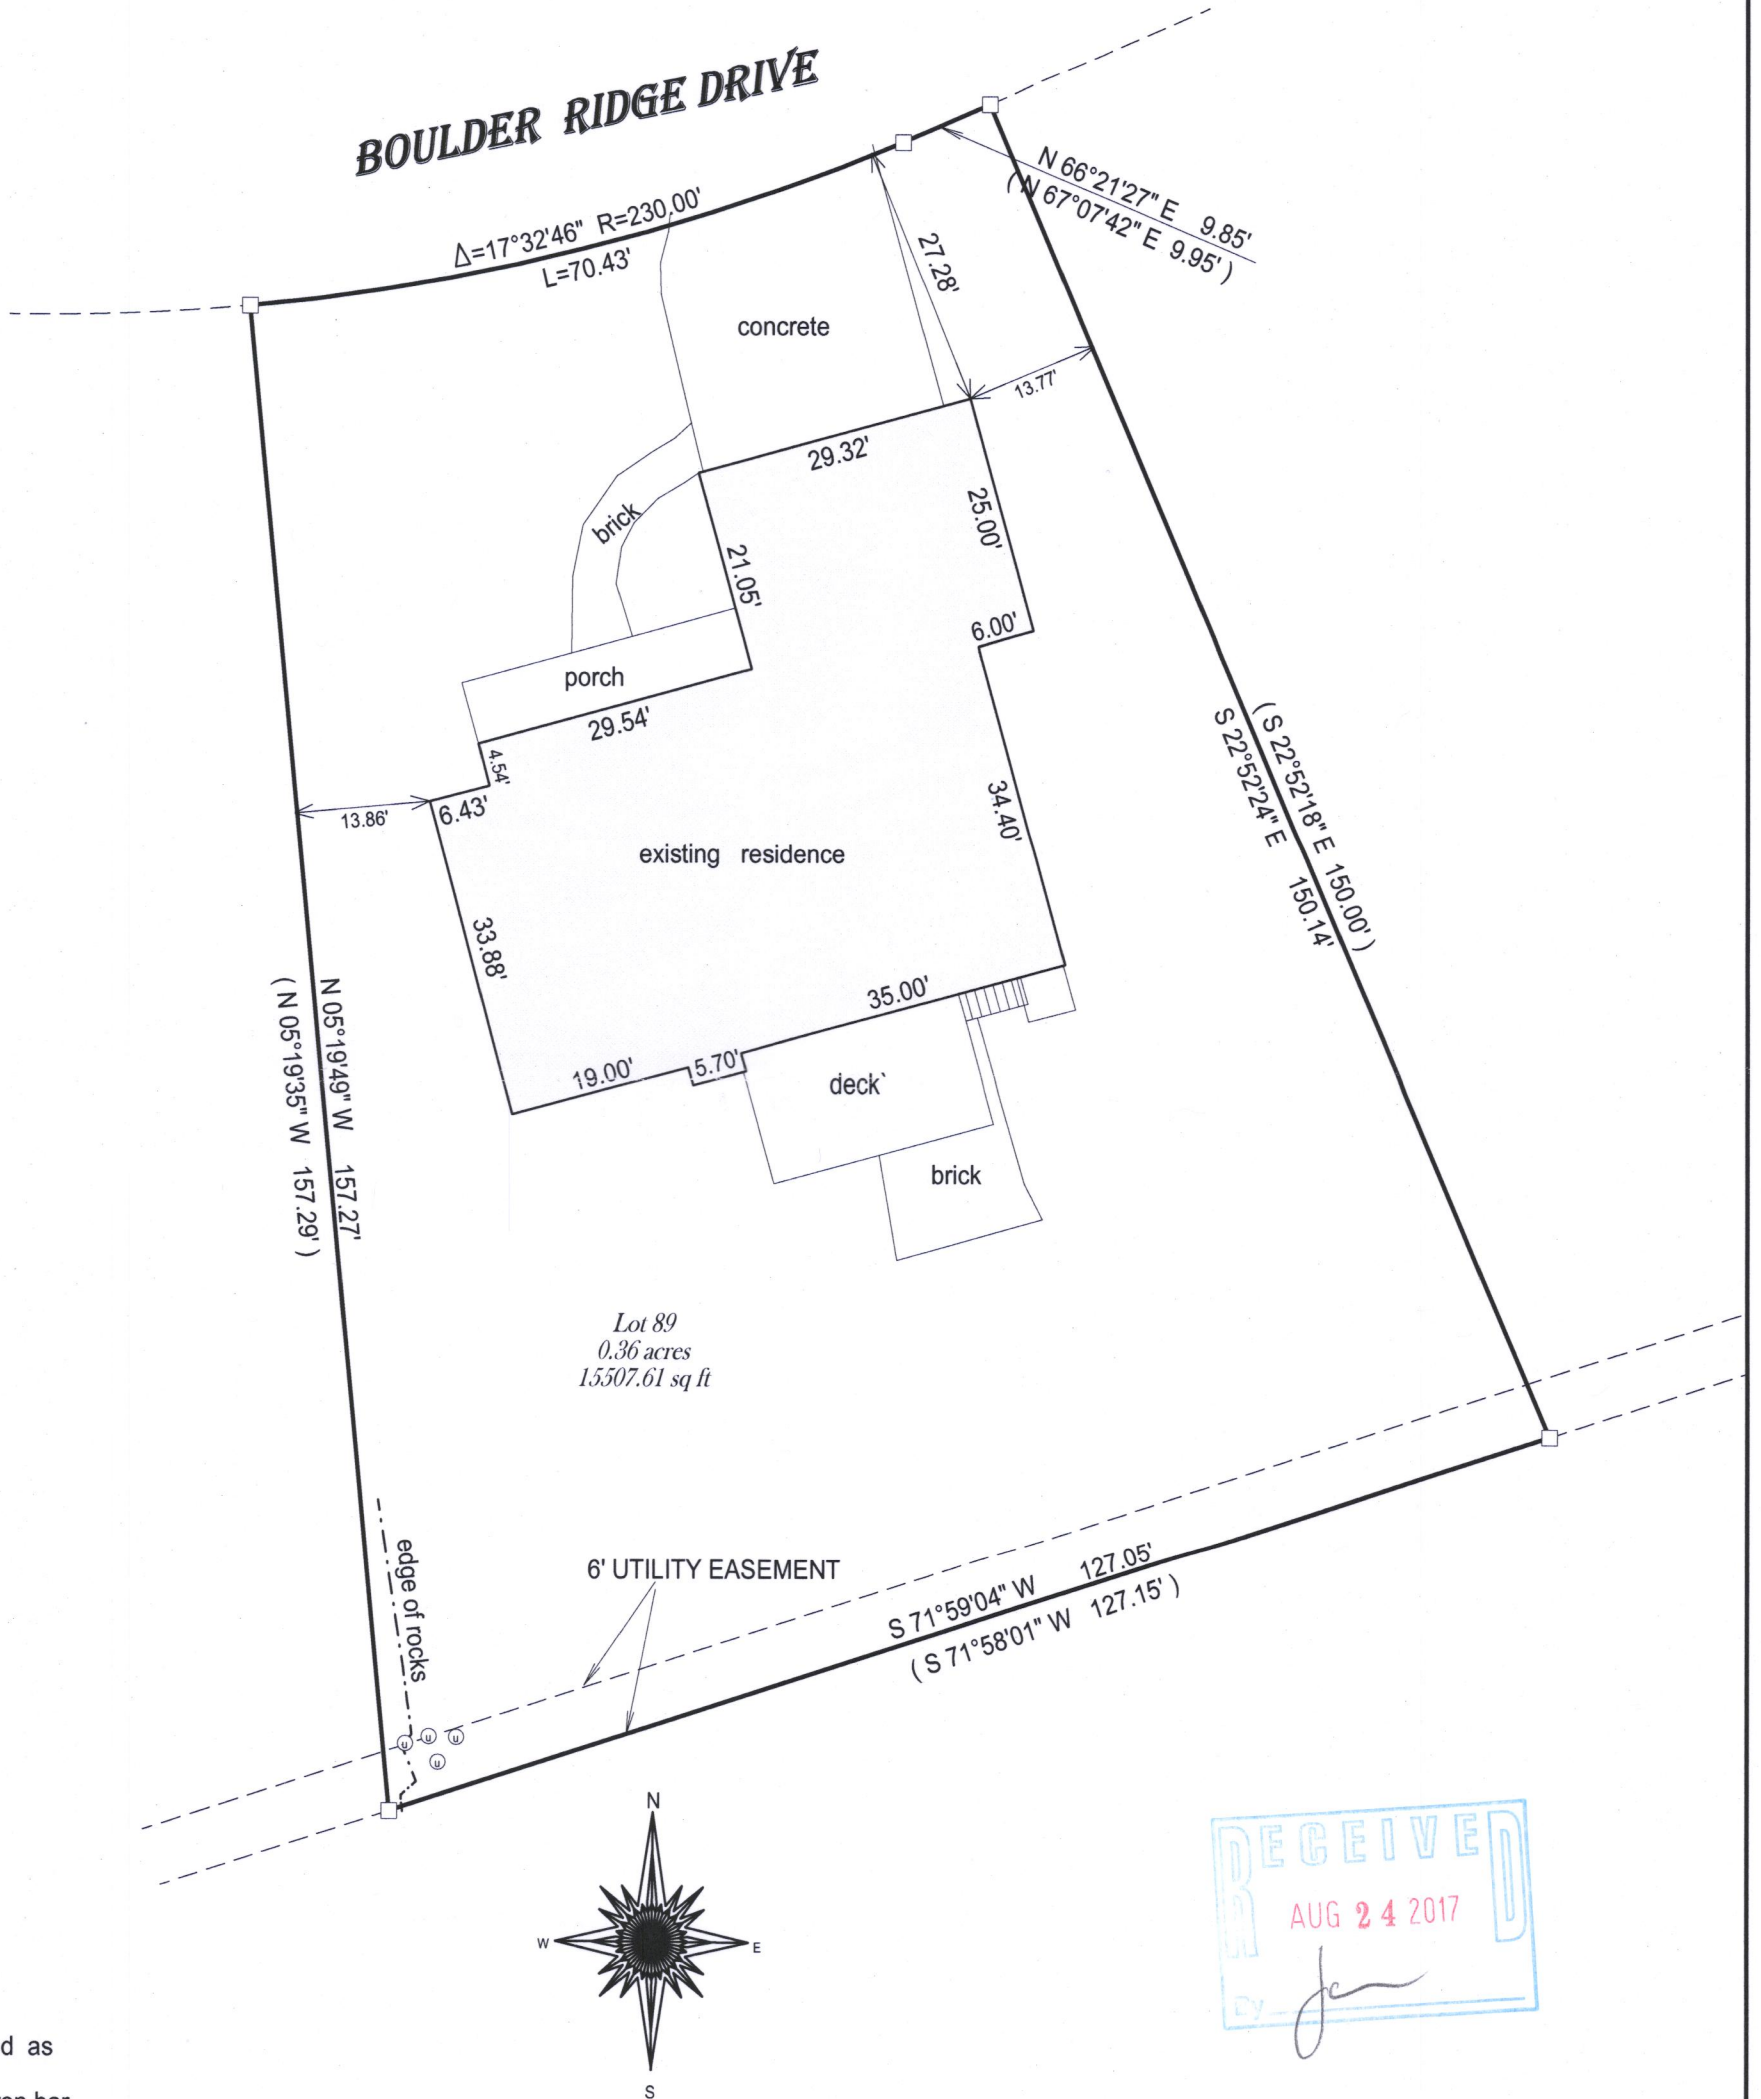 BOULDER RIDGE DRIVE
Δ=17°32'46" R=230.00'
L=70.43'
N 66°21'27" E 9.85'
( N 67°07'42" E 9.95' )
27.28'
concrete
13.77'
29.32'
25.00'
brick
21.05'
6.00'
porch
29.54'
4.54'
6.43'
13.86'
34.40'
existing residence
( S 22°52'18" E 150.00' )
S 22°52'24" E 150.14'
33.88'
35.00'
19.00'
5.70'
deck`
brick
N 05°19'49" W 157.27'
( N 05°19'35" W 157.29' )
Lot 89
0.36 acres
15507.61 sq ft
edge of rocks
6' UTILITY EASEMENT
S 71°59'04" W 127.05'
( S 71°58'01" W 127.15' )
u
u
u
u
N
W
E
S
RECEIVED
AUG 24 2017
By
d as